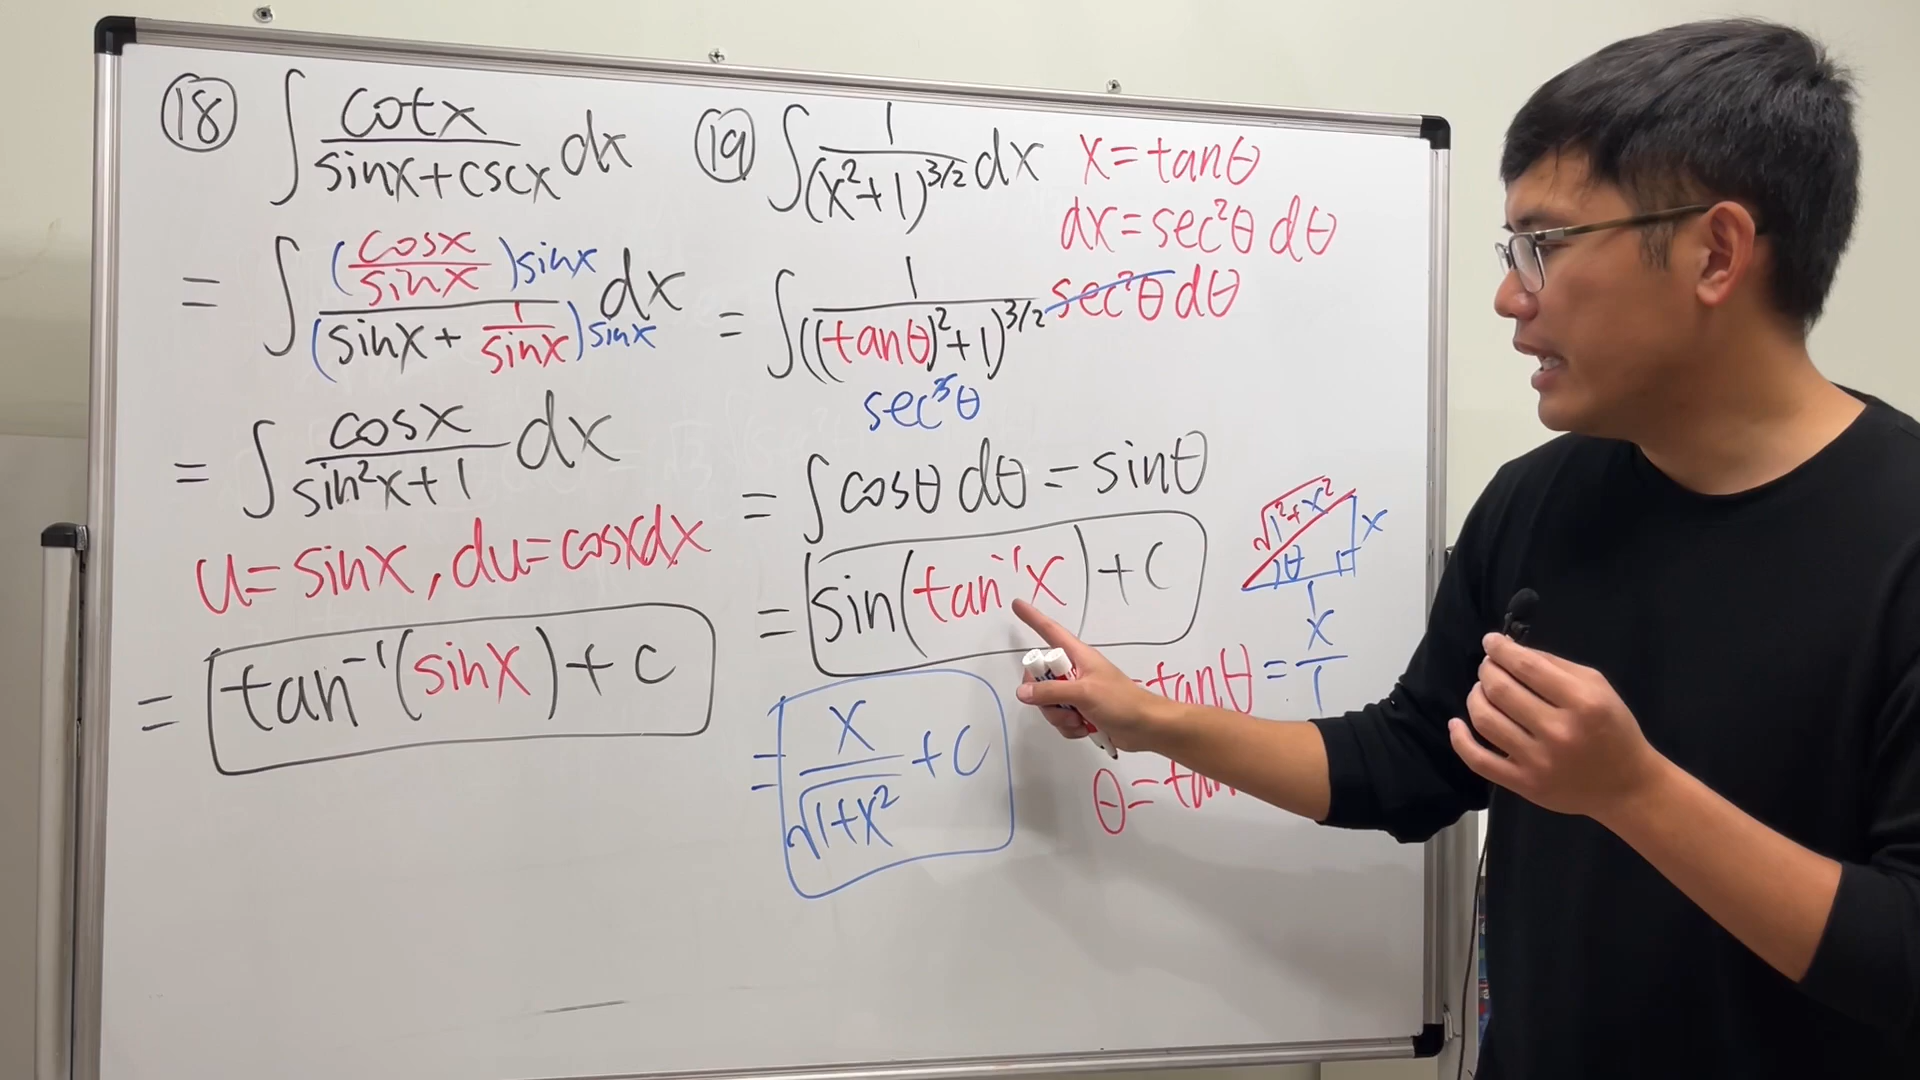 ⑱ ∫ cotx / (sinx+cscx) dx
= ∫ (cosx/sinx)sinx / (sinx + 1/sinx)sinx dx
= ∫ cosx / (sin²x+1) dx
u=sinx, du=cosxdx
= tan⁻¹(sinx)+C
⑲ ∫ 1 / (x²+1)^3/2 dx
x=tanθ
dx=sec²θ dθ
= ∫ 1 / ((tanθ)²+1)^3/2 sec²θ dθ
sec³θ
= ∫ cosθ dθ = sinθ
= sin(tan⁻¹x)+C
= x / √(1+x²) +C
√(1²+x²)
x
θ
1
=tanθ = x/1
θ=tan